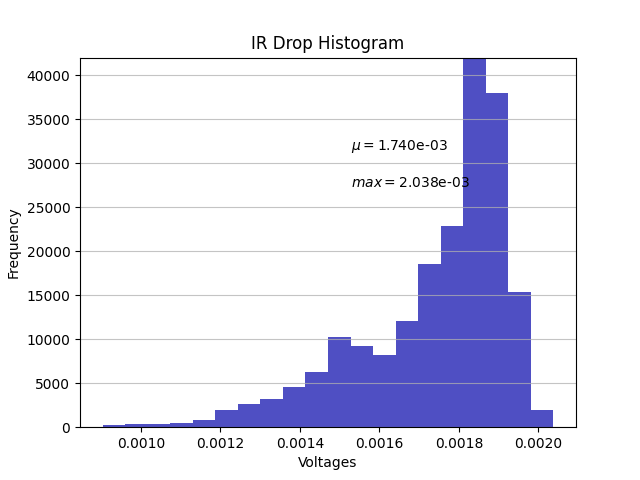 IR Drop Histogram
40000
35000
μ = 1.740e-03
30000
max = 2.038e-03
25000
20000
15000
10000
5000
0
Frequency
0.0010 0.0012 0.0014 0.0016 0.0018 0.0020
Voltages